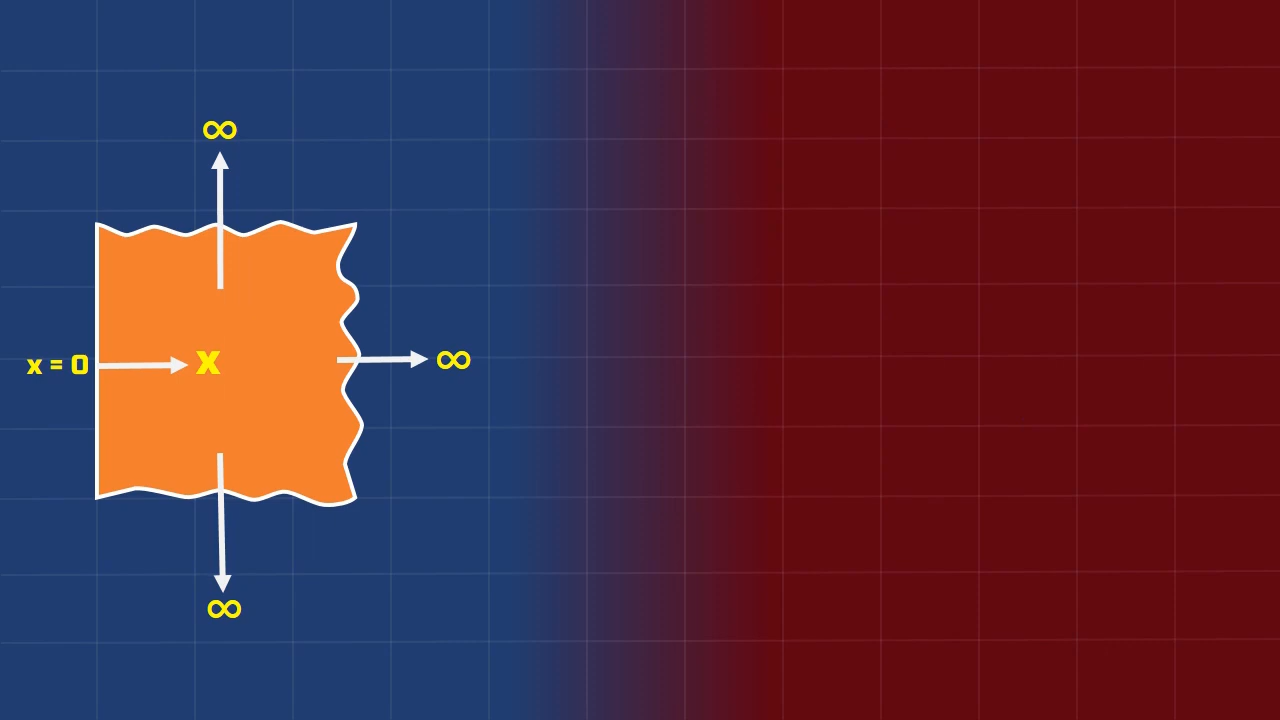 ∞
x = 0
x
∞
∞